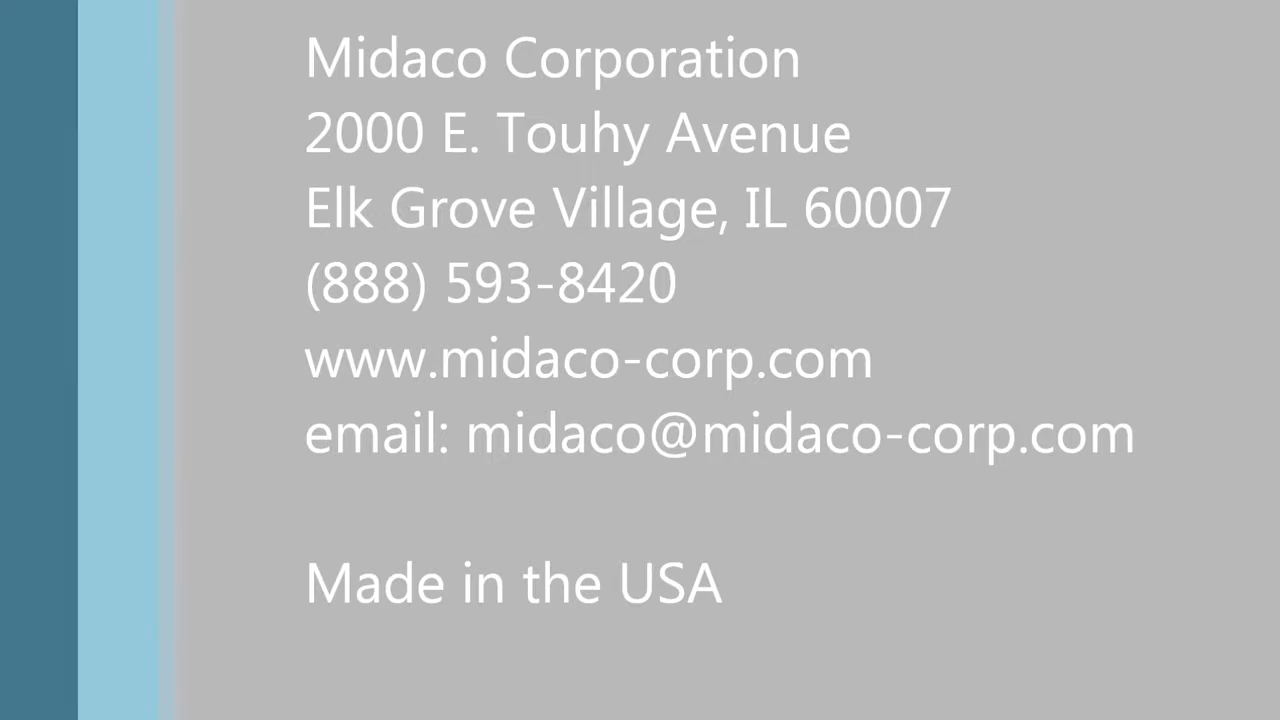 Midaco Corporation
2000 E. Touhy Avenue
Elk Grove Village, IL 60007
(888) 593-8420
www.midaco-corp.com
email: midaco@midaco-corp.com
Made in the USA